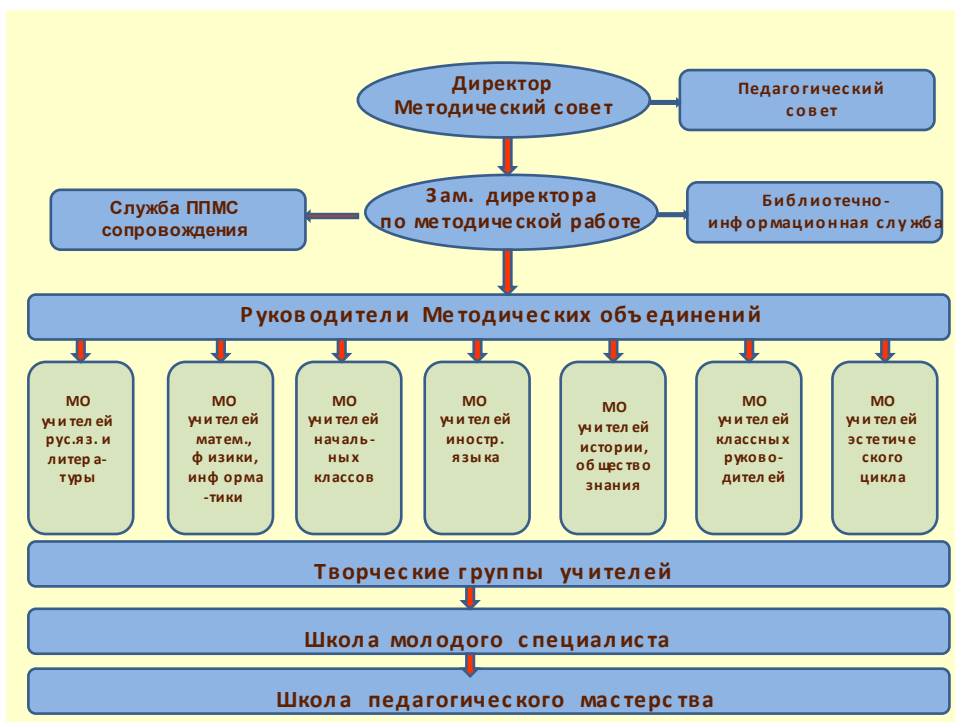 Директор
Методический совет
Педагогический
совет
Служба ППМС
сопровождения
Зам. директора
по методической работе
Библиотечно-
информационная служба
Руководители Методических объединений
МО
учителей
рус.яз. и
литера-
туры
МО
учителей
матем.,
физики,
информа
-тики
МО
учителей
началь-
ных
классов
МО
учителей
иностр.
языка
МО
учителей
истории,
общество
знания
МО
учителей
классных
руково-
дителей
МО
учителей
эстетиче
ского
цикла
Творческие группы учителей
Школа молодого специалиста
Школа педагогического мастерства